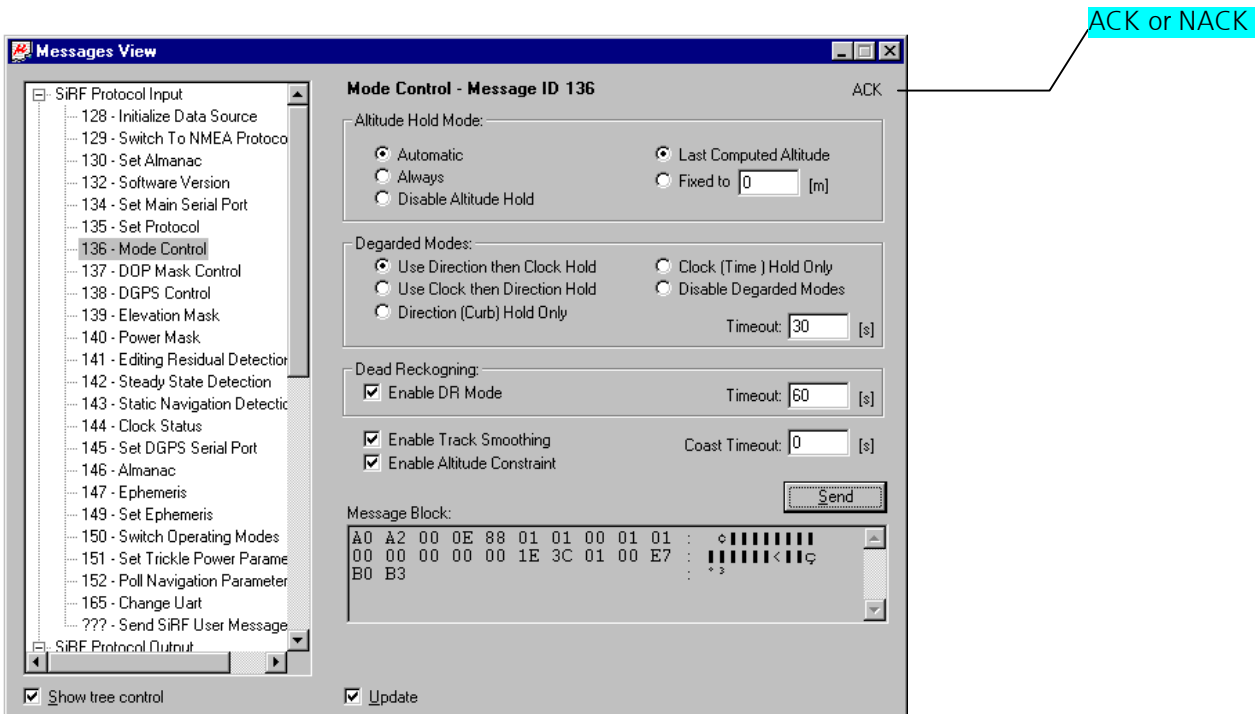 ACK or NACK
Messages View
SiRF Protocol Input
128 - Initialize Data Source
129 - Switch To NMEA Protoco
130 - Set Almanac
132 - Software Version
134 - Set Main Serial Port
135 - Set Protocol
136 - Mode Control
137 - DOP Mask Control
138 - DGPS Control
139 - Elevation Mask
140 - Power Mask
141 - Editing Residual Detection
142 - Steady State Detection
143 - Static Navigation Detectic
144 - Clock Status
145 - Set DGPS Serial Port
146 - Almanac
147 - Ephemeris
149 - Set Ephemeris
150 - Switch Operating Modes
151 - Set Trickle Power Parame
152 - Poll Navigation Parameter
165 - Change Uart
??? - Send SiRF User Message
SiRF Protocol Output
Show tree control
Mode Control - Message ID 136 ACK
Altitude Hold Mode:
Automatic Last Computed Altitude
Always Fixed to 0 [m]
Disable Altitude Hold
Degarded Modes:
Use Direction then Clock Hold Clock (Time ) Hold Only
Use Clock then Direction Hold Disable Degarded Modes
Direction (Curb) Hold Only
Timeout: 30 [s]
Dead Reckogning:
Enable DR Mode Timeout: 60 [s]
Enable Track Smoothing Coast Timeout: 0 [s]
Enable Altitude Constraint
Send
Message Block:
A0 A2 00 0E 88 01 01 00 01 01 : ¢
00 00 00 00 00 1E 3C 01 00 E7 : <ç
B0 B3 : °³
Update